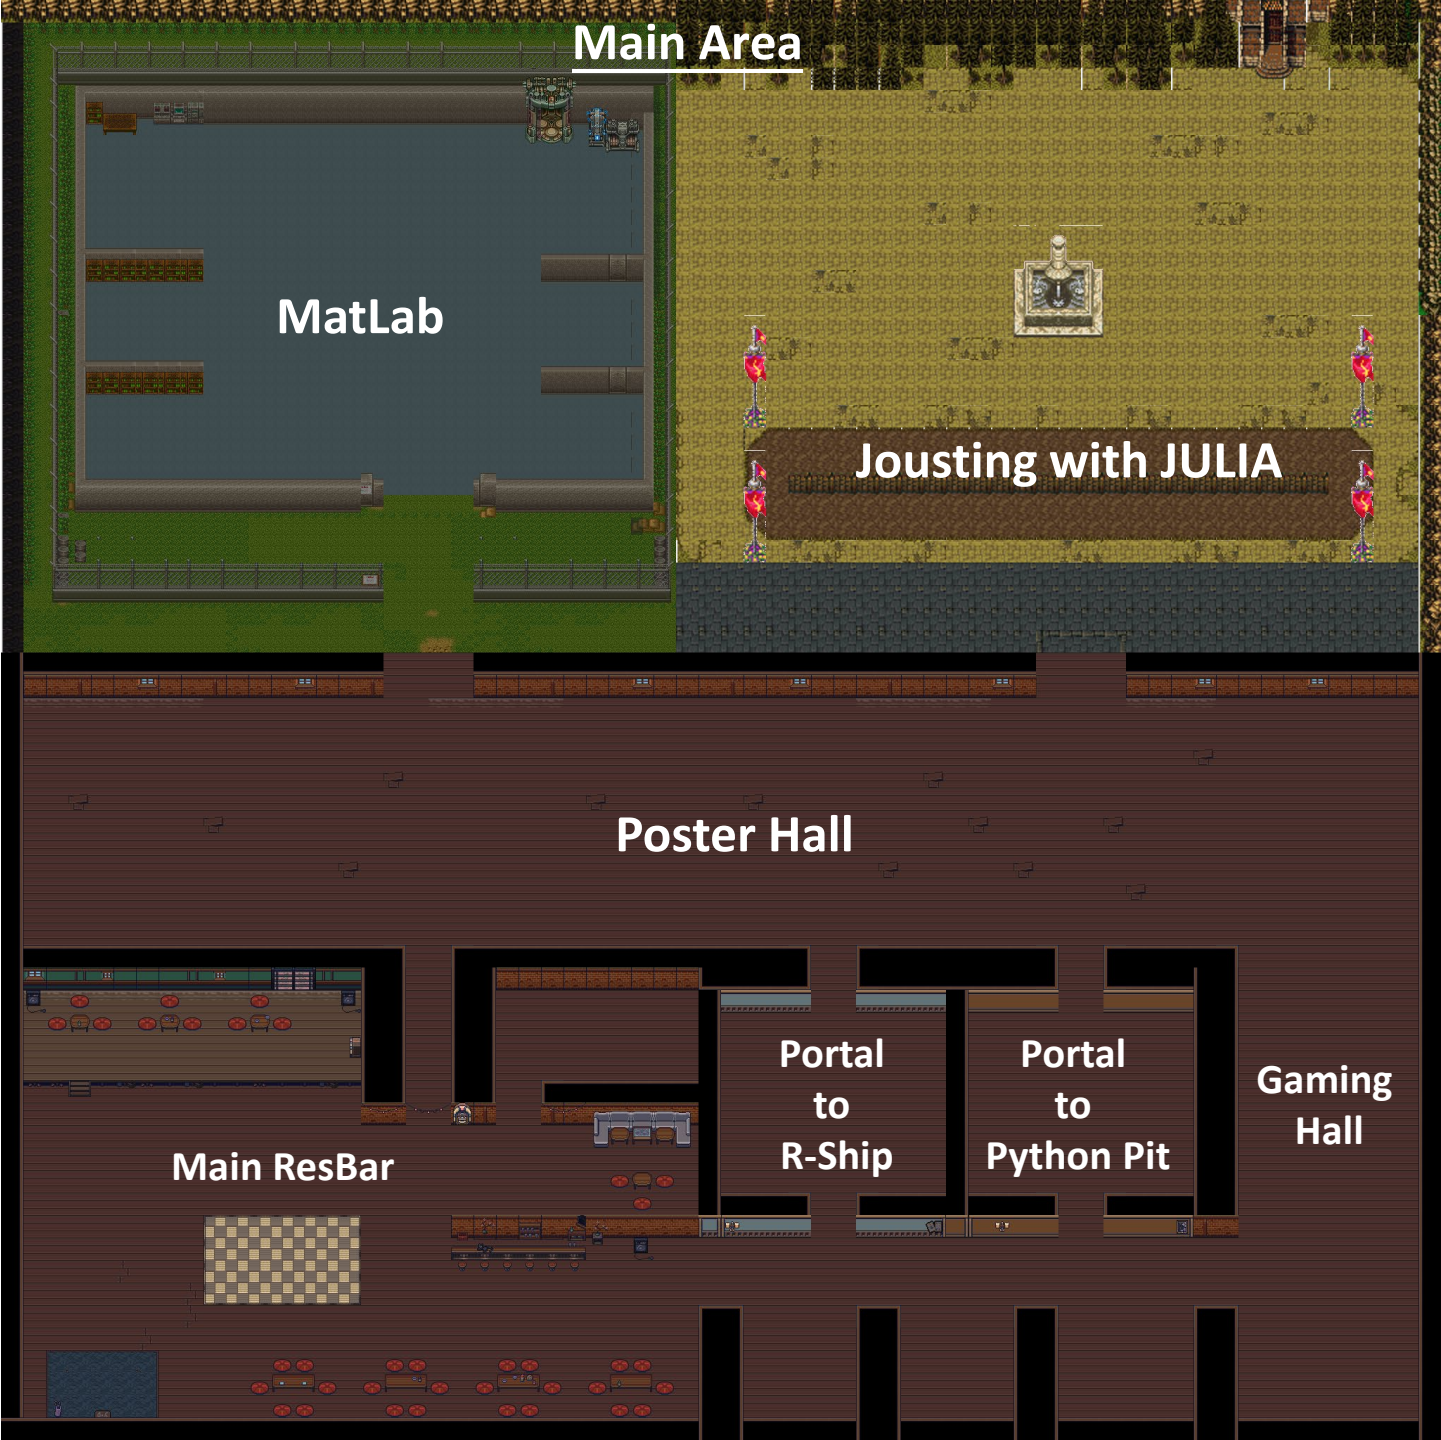 Main Area
MatLab
Jousting with JULIA
Poster Hall
Portal
to
R-Ship
Portal
to
Python Pit
Gaming
Hall
Main ResBar